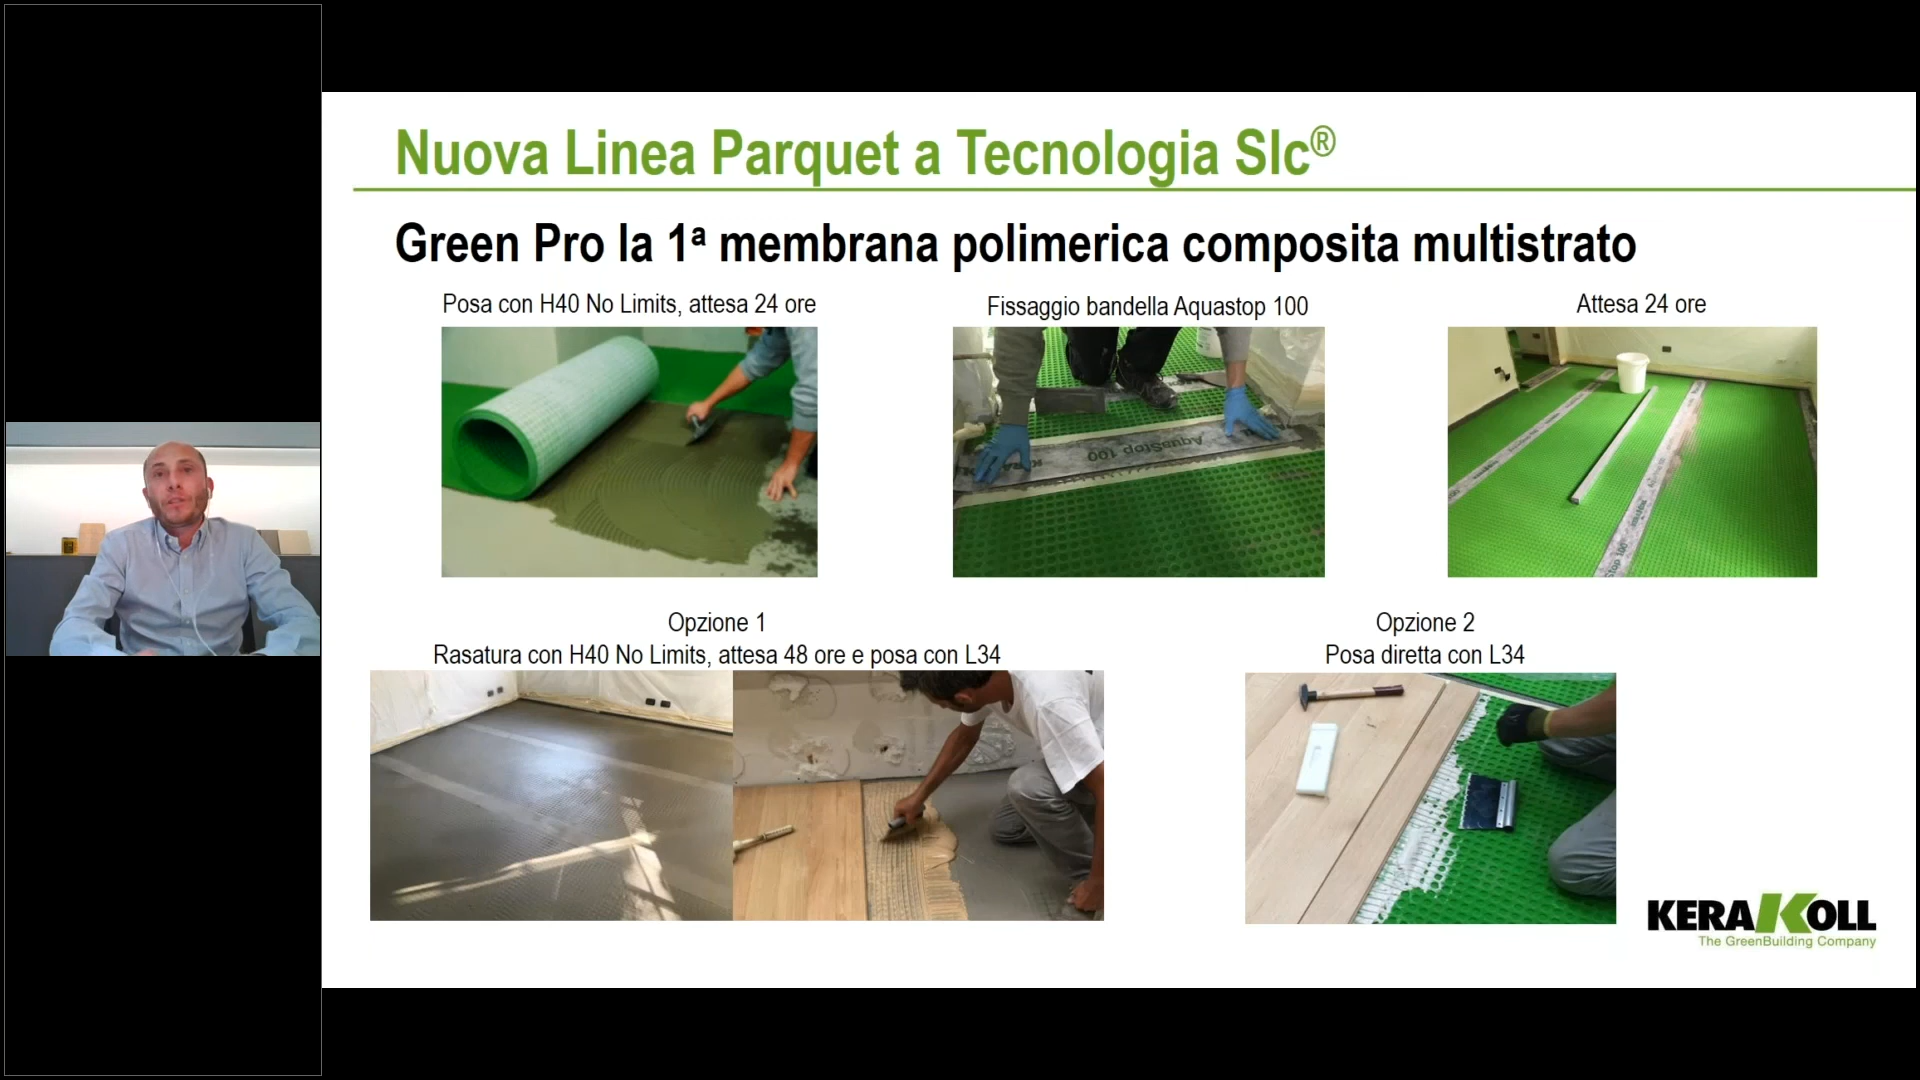 Nuova Linea Parquet a Tecnologia Slc®
Green Pro la 1ª membrana polimerica composita multistrato
Posa con H40 No Limits, attesa 24 ore
Fissaggio bandella Aquastop 100
Attesa 24 ore
AquaStop 100
Opzione 1
Rasatura con H40 No Limits, attesa 48 ore e posa con L34
Opzione 2
Posa diretta con L34
KERAKOLL
The GreenBuilding Company